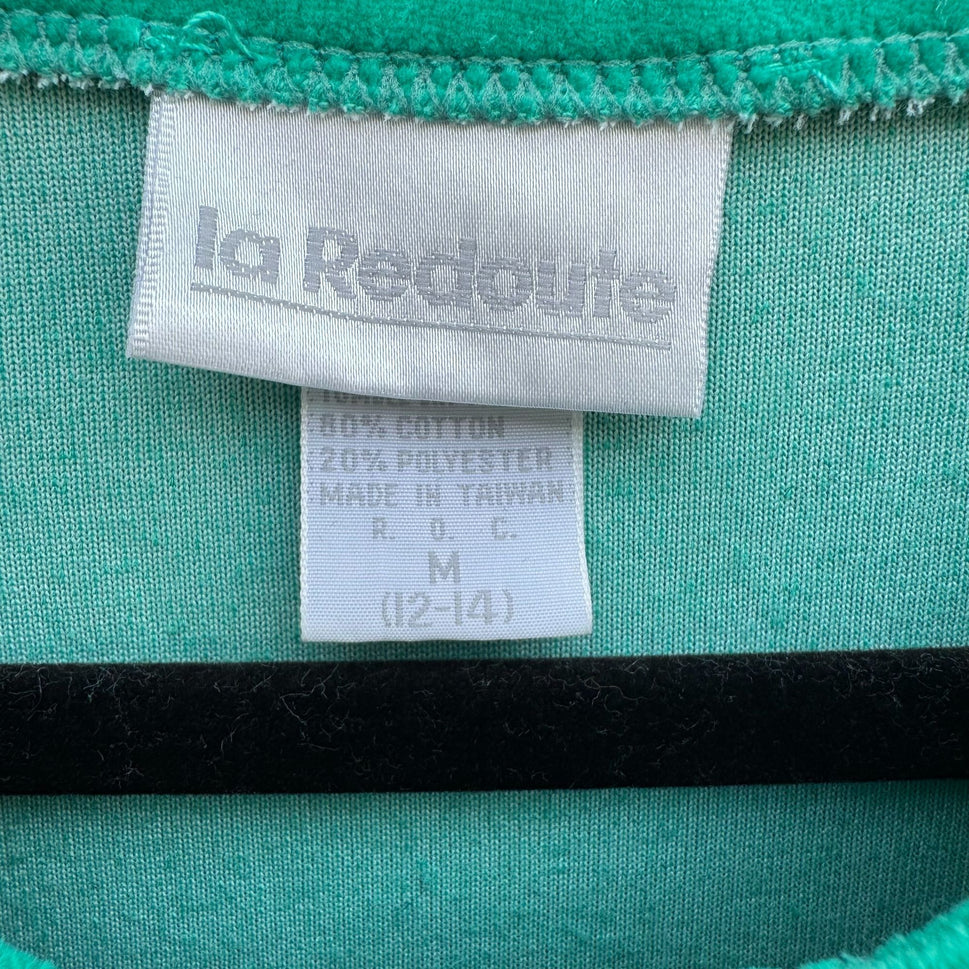 la Redoute
80% COTTON
20% POLYESTER
MADE IN TAIWAN
R. O. C.
M
(12-14)